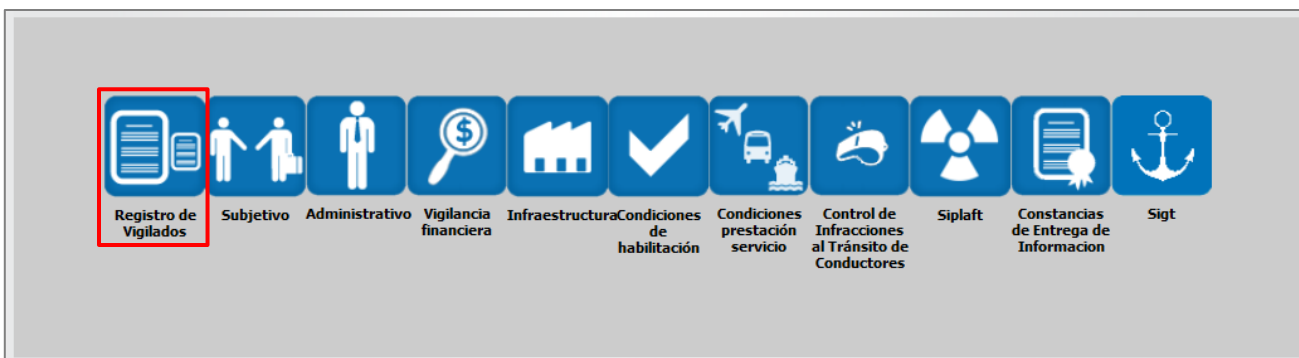 $
Registro de
Vigilados
Subjetivo
Administrativo
Vigilancia
financiera
Infraestructura
Condiciones
de
habilitación
Condiciones
prestación
servicio
Control de
Infracciones
al Tránsito de
Conductores
Siplaft
Constancias
de Entrega de
Informacion
Sigt